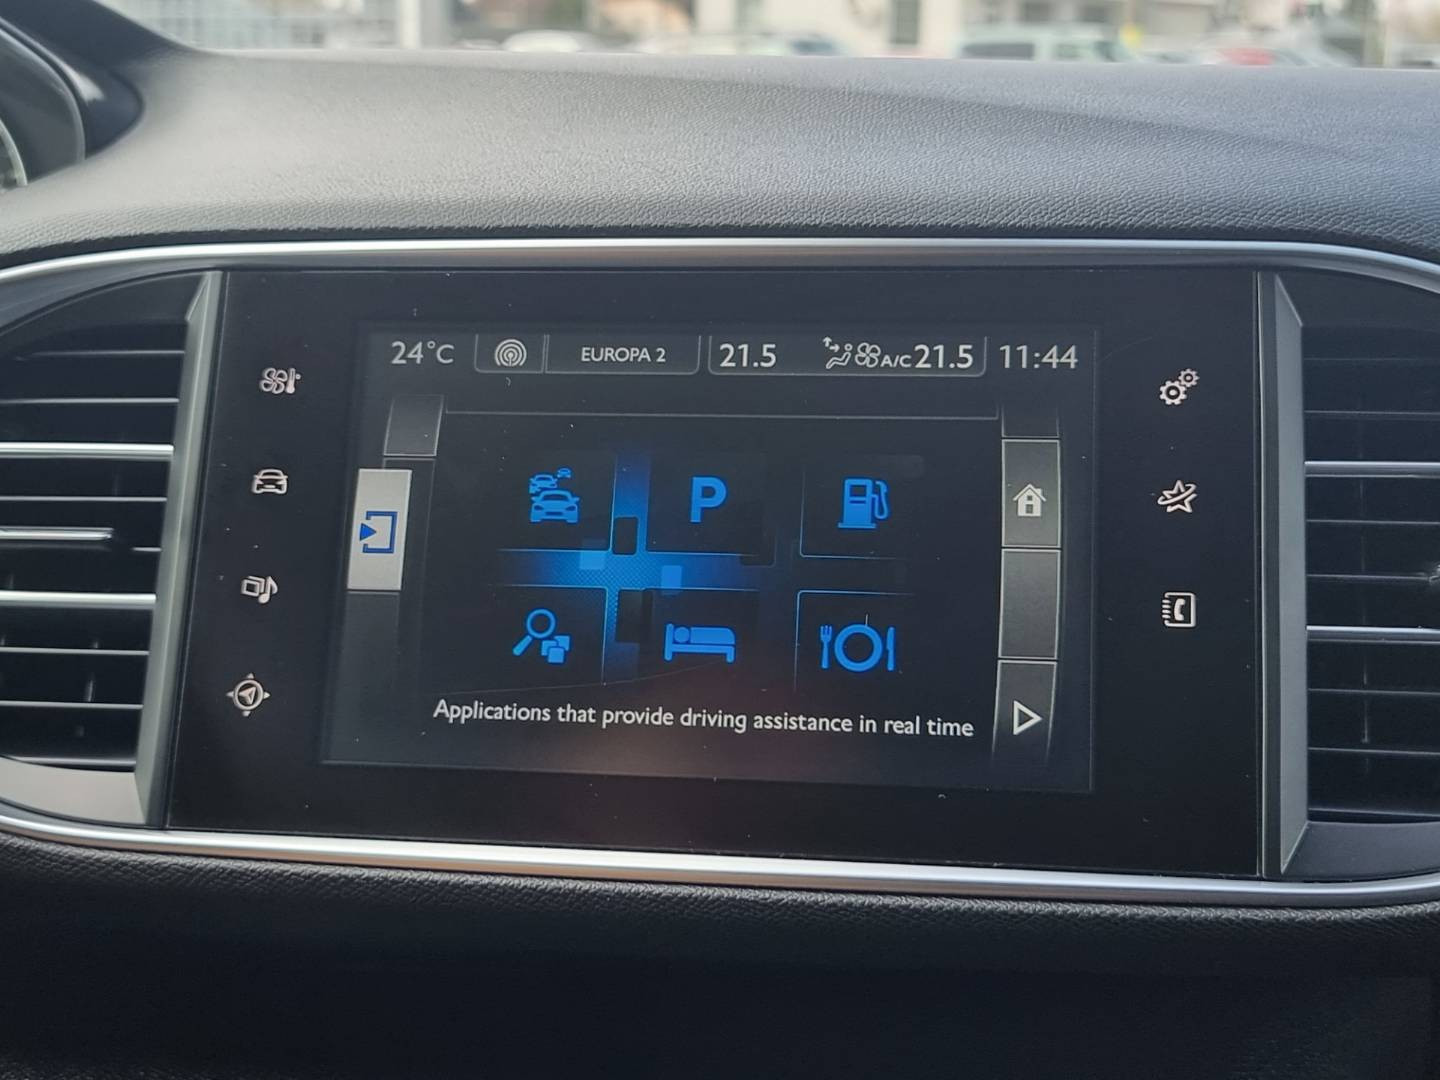 24°C EUROPA 2 21.5 A/C 21.5 11:44
P
Applications that provide driving assistance in real time